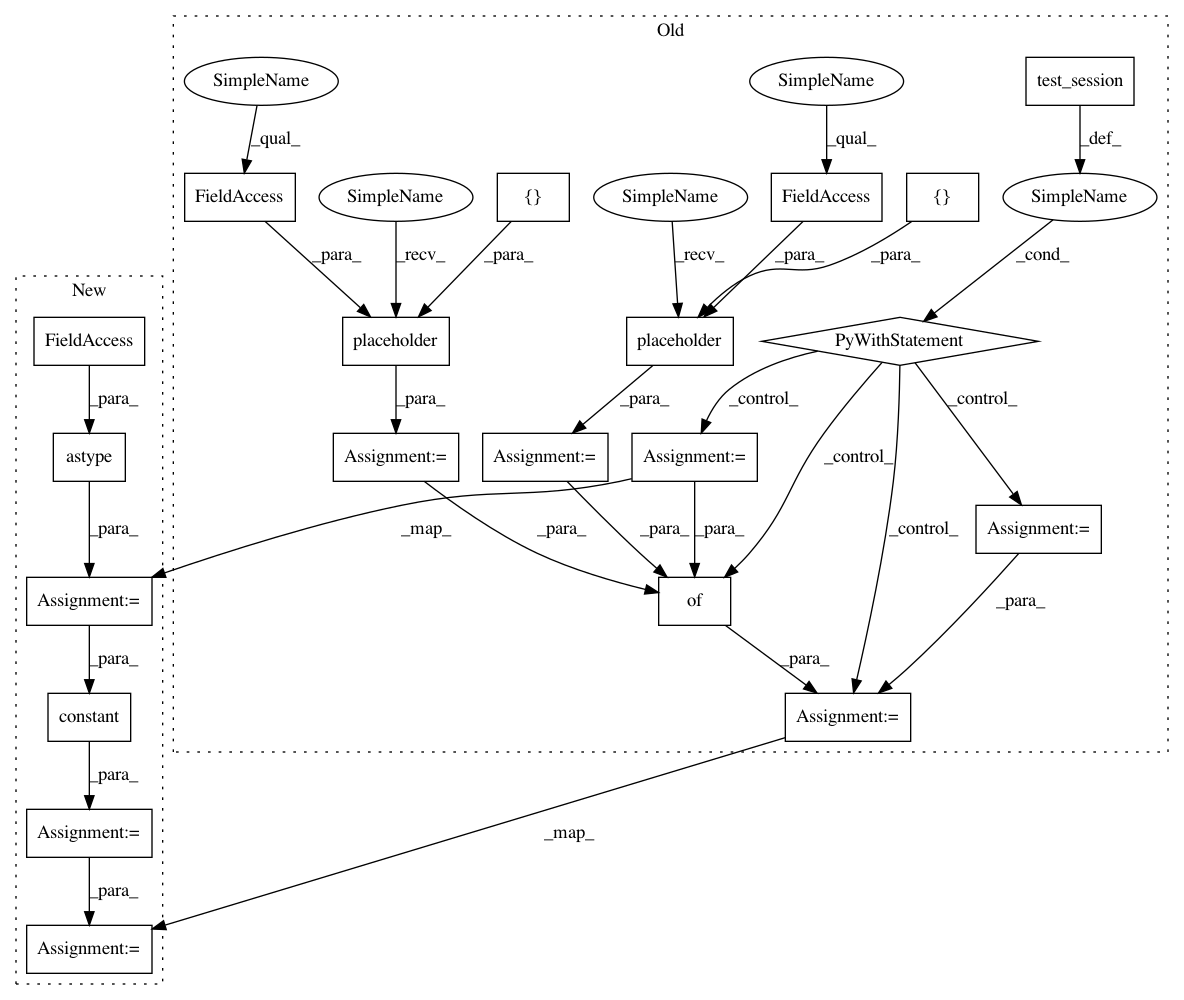 Old
SimpleName
SimpleName
test_session
_qual_
_qual_
_def_
FieldAccess
SimpleName
{}
SimpleName
FieldAccess
{}
SimpleName
_para_
_recv_
_para_
_recv_
_para_
_para_
_cond_
New
FieldAccess
placeholder
placeholder
PyWithStatement
_para_
_para_
_para_
_control_
_control_
astype
Assignment:=
Assignment:=
Assignment:=
_control_
_para_
_map_
_para_
_para_
_para_
_control_
Assignment:=
Assignment:=
of
_para_
_para_
_para_
constant
Assignment:=
_para_
Assignment:=
_map_
_para_
Assignment:=